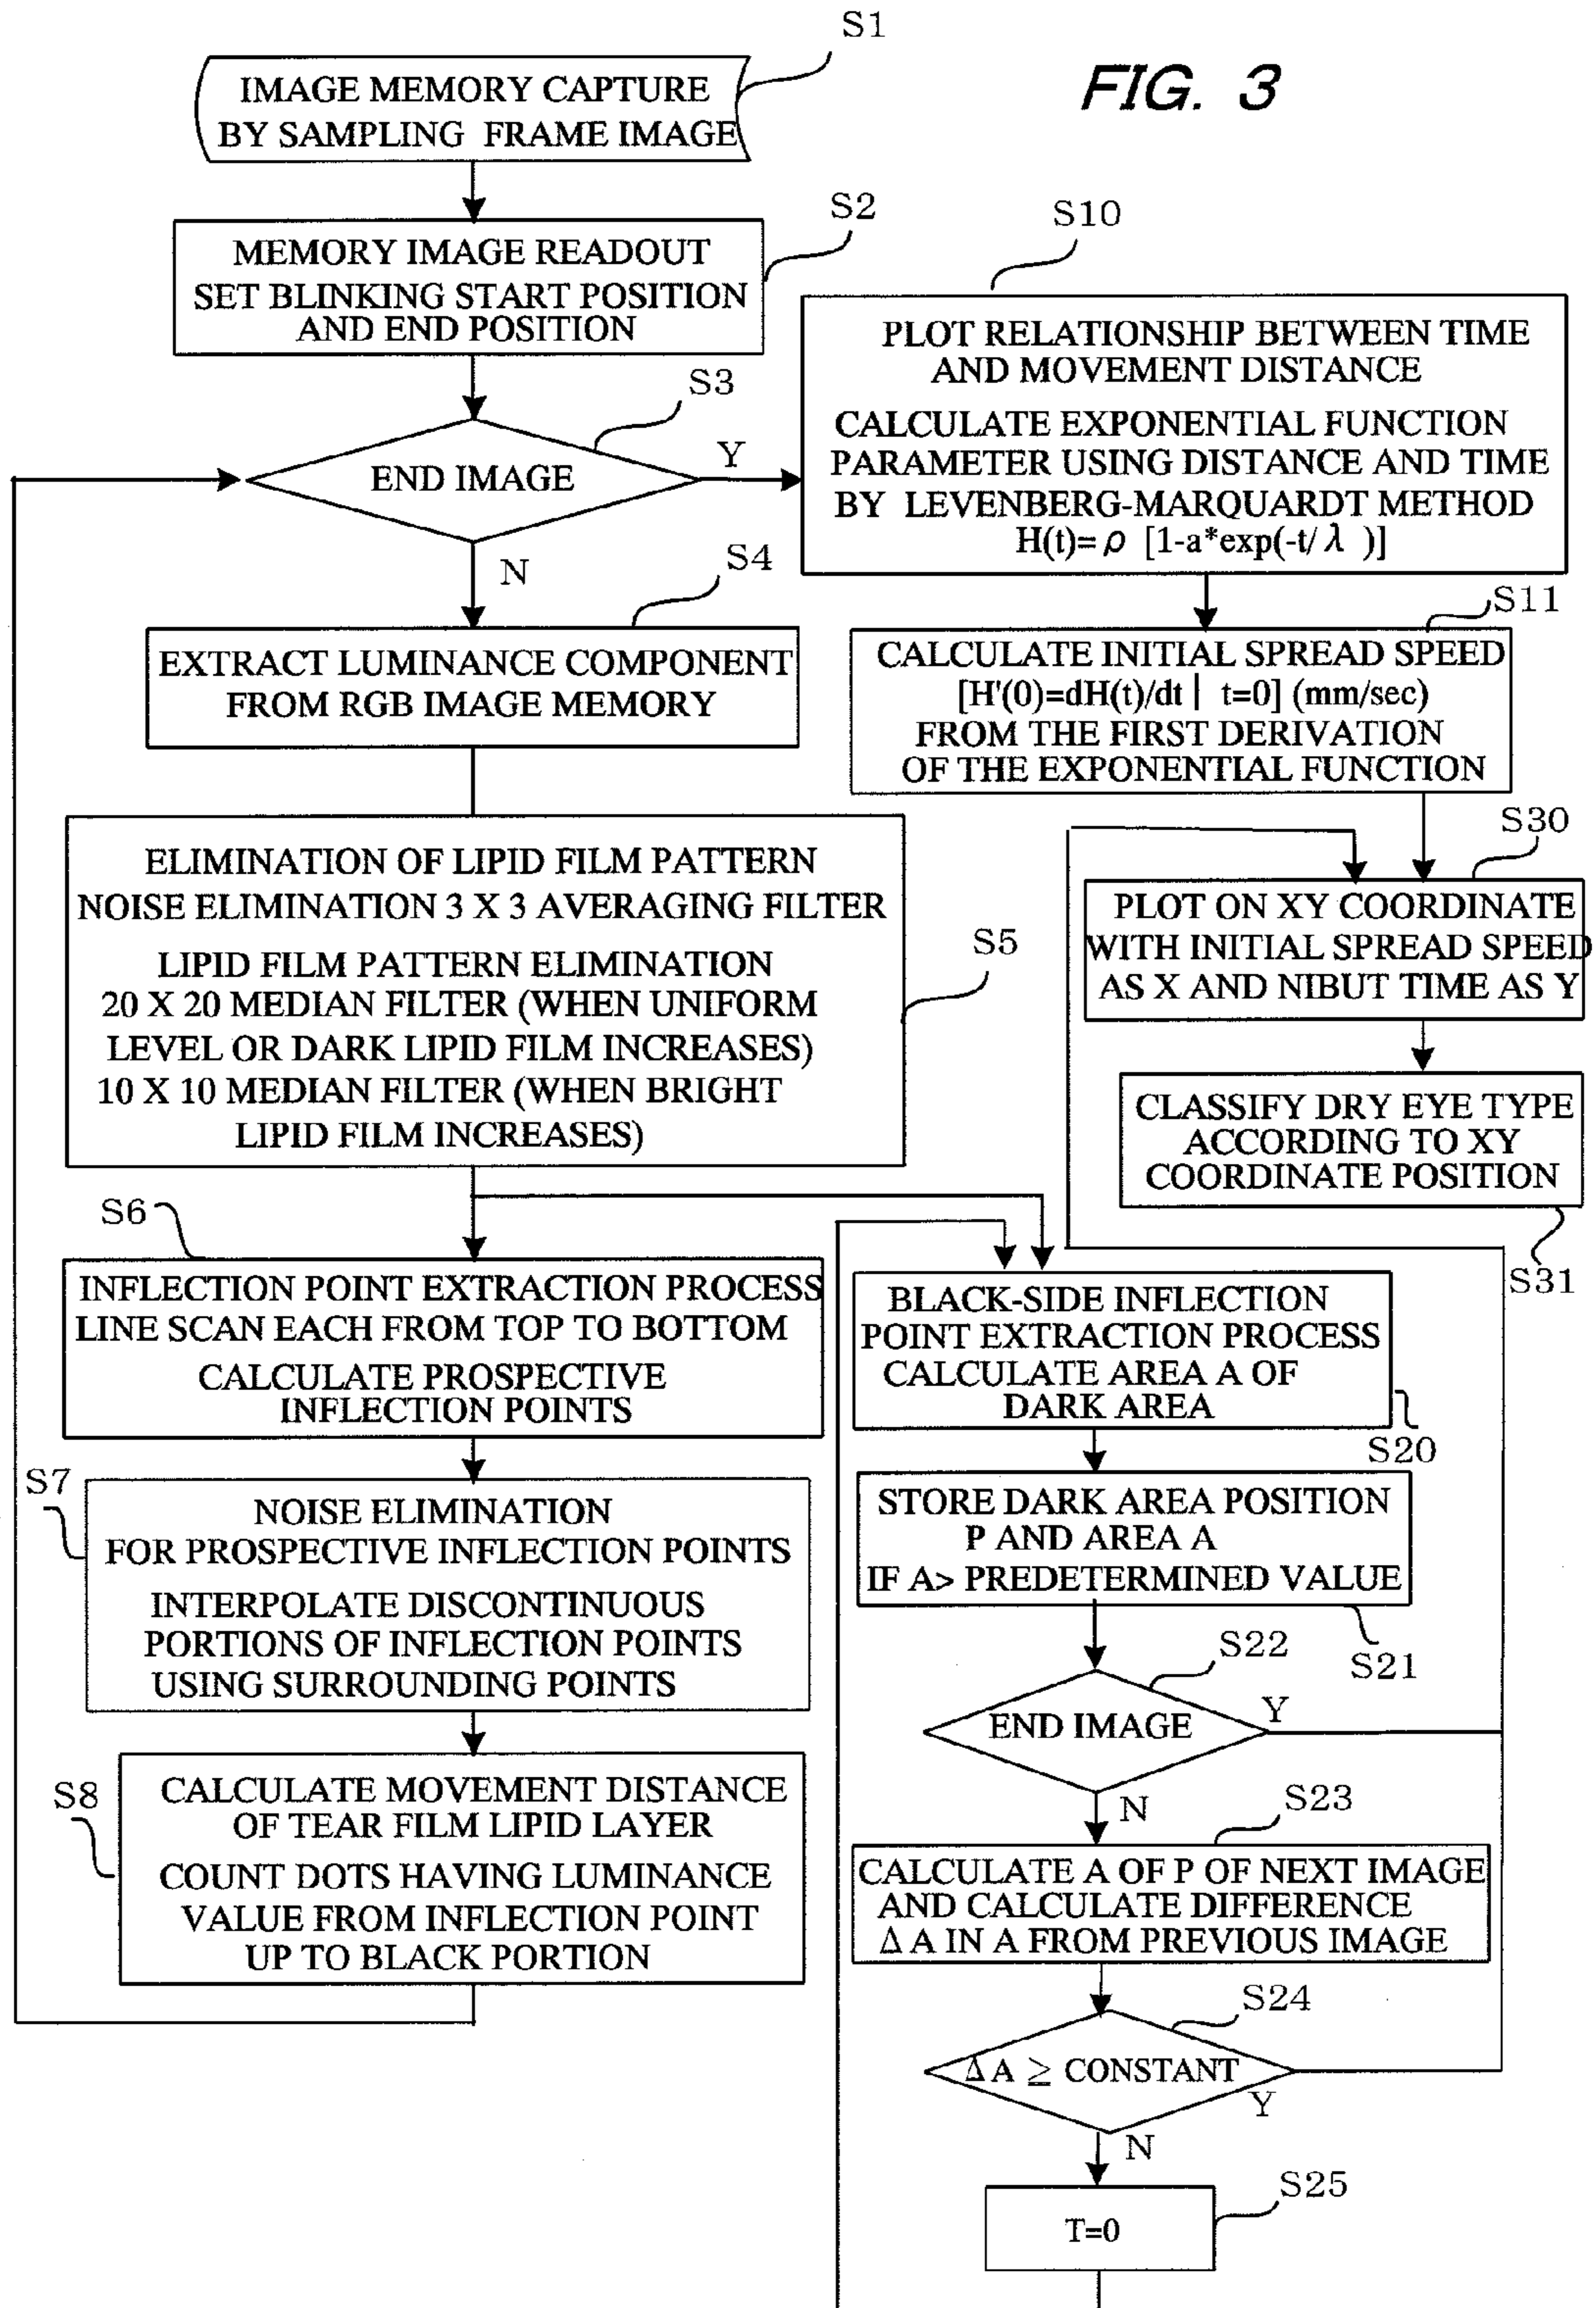 FIG. 3
S1
IMAGE MEMORY CAPTURE
BY SAMPLING FRAME IMAGE
S2
MEMORY IMAGE READOUT
SET BLINKING START POSITION
AND END POSITION
S3
END IMAGE
Y
N
S4
EXTRACT LUMINANCE COMPONENT
FROM RGB IMAGE MEMORY
S5
ELIMINATION OF LIPID FILM PATTERN
NOISE ELIMINATION 3 X 3 AVERAGING FILTER
LIPID FILM PATTERN ELIMINATION
20 X 20 MEDIAN FILTER (WHEN UNIFORM
LEVEL OR DARK LIPID FILM INCREASES)
10 X 10 MEDIAN FILTER (WHEN BRIGHT
LIPID FILM INCREASES)
S6
INFLECTION POINT EXTRACTION PROCESS
LINE SCAN EACH FROM TOP TO BOTTOM
CALCULATE PROSPECTIVE
INFLECTION POINTS
S7
NOISE ELIMINATION
FOR PROSPECTIVE INFLECTION POINTS
INTERPOLATE DISCONTINUOUS
PORTIONS OF INFLECTION POINTS
USING SURROUNDING POINTS
S8
CALCULATE MOVEMENT DISTANCE
OF TEAR FILM LIPID LAYER
COUNT DOTS HAVING LUMINANCE
VALUE FROM INFLECTION POINT
UP TO BLACK PORTION
S10
PLOT RELATIONSHIP BETWEEN TIME
AND MOVEMENT DISTANCE
CALCULATE EXPONENTIAL FUNCTION
PARAMETER USING DISTANCE AND TIME
BY LEVENBERG-MARQUARDT METHOD
H(t)=ρ [1-a*exp(-t/λ )]
S11
CALCULATE INITIAL SPREAD SPEED
[H'(0)=dH(t)/dt | t=0] (mm/sec)
FROM THE FIRST DERIVATION
OF THE EXPONENTIAL FUNCTION
S30
PLOT ON XY COORDINATE
WITH INITIAL SPREAD SPEED
AS X AND NIBUT TIME AS Y
CLASSIFY DRY EYE TYPE
ACCORDING TO XY
COORDINATE POSITION
S31
BLACK-SIDE INFLECTION
POINT EXTRACTION PROCESS
CALCULATE AREA A OF
DARK AREA
S20
STORE DARK AREA POSITION
P AND AREA A
IF A> PREDETERMINED VALUE
S21
S22
END IMAGE
Y
N
S23
CALCULATE A OF P OF NEXT IMAGE
AND CALCULATE DIFFERENCE
Δ A IN A FROM PREVIOUS IMAGE
S24
Δ A ≧ CONSTANT
Y
N
S25
T=0